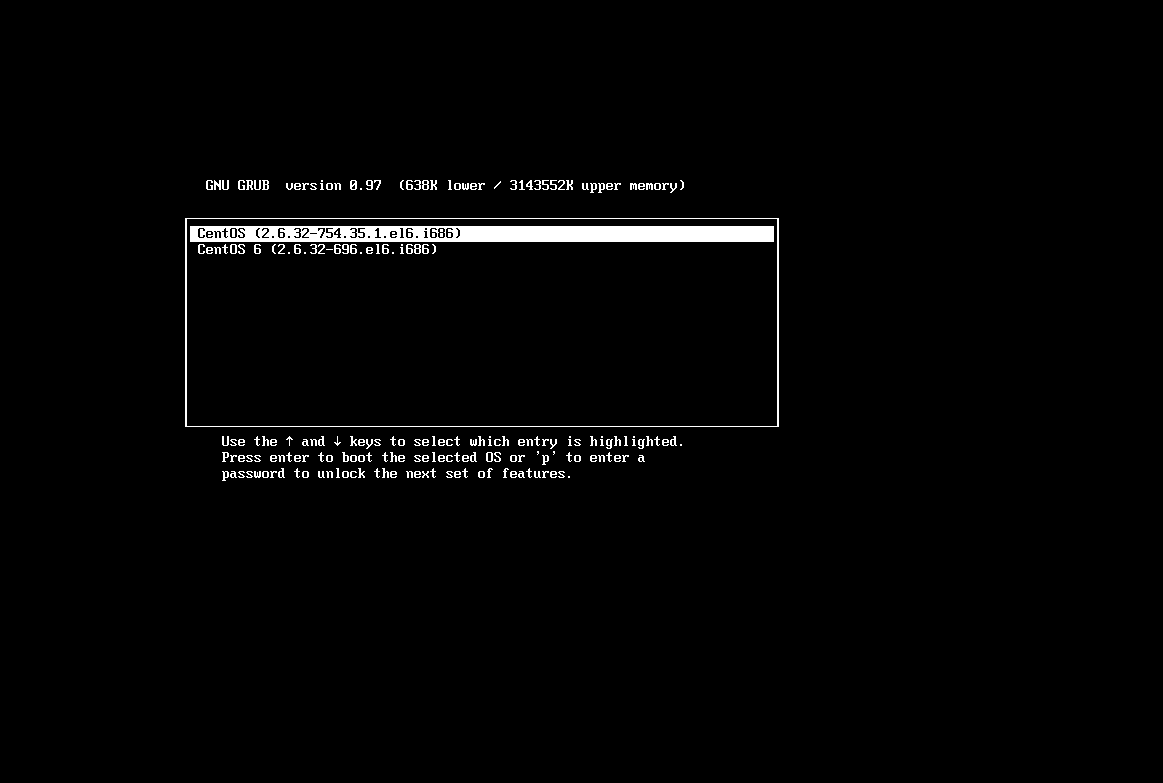 GNU GRUB  version 0.97  (638K lower / 3143552K upper memory)
CentOS (2.6.32-754.35.1.el6.i686)
CentOS 6 (2.6.32-696.el6.i686)
Use the ↑ and ↓ keys to select which entry is highlighted.
Press enter to boot the selected OS or 'p' to enter a
password to unlock the next set of features.